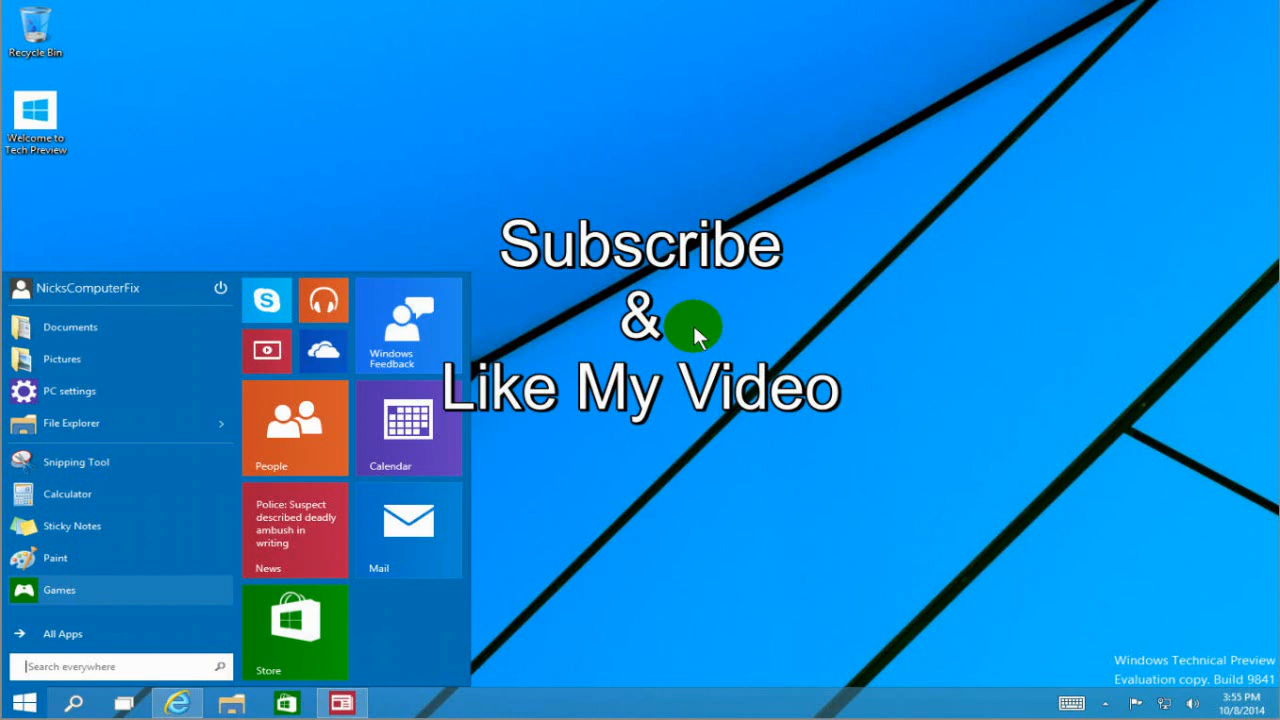 Recycle Bin
Welcome to
Tech Preview
Subscribe
&
Like My Video
NicksComputerFix
Documents
Pictures
PC settings
File Explorer
Snipping Tool
Calculator
Sticky Notes
Paint
Games
All Apps
Search everywhere
Windows
Feedback
People
Calendar
Police: Suspect
described deadly
ambush in
writing
News
Mail
Store
Windows Technical Preview
Evaluation copy. Build 9841
3:55 PM
10/8/2014